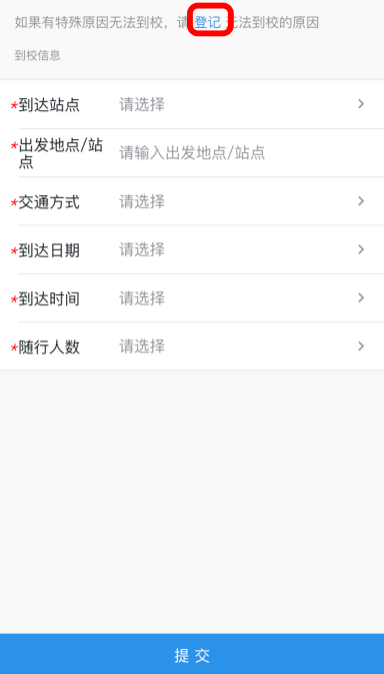 如果有特殊原因无法到校，请 登记 无法到校的原因
到校信息
*到达站点 请选择
*出发地点/站点 请输入出发地点/站点
*交通方式 请选择
*到达日期 请选择
*到达时间 请选择
*随行人数 请选择
提 交